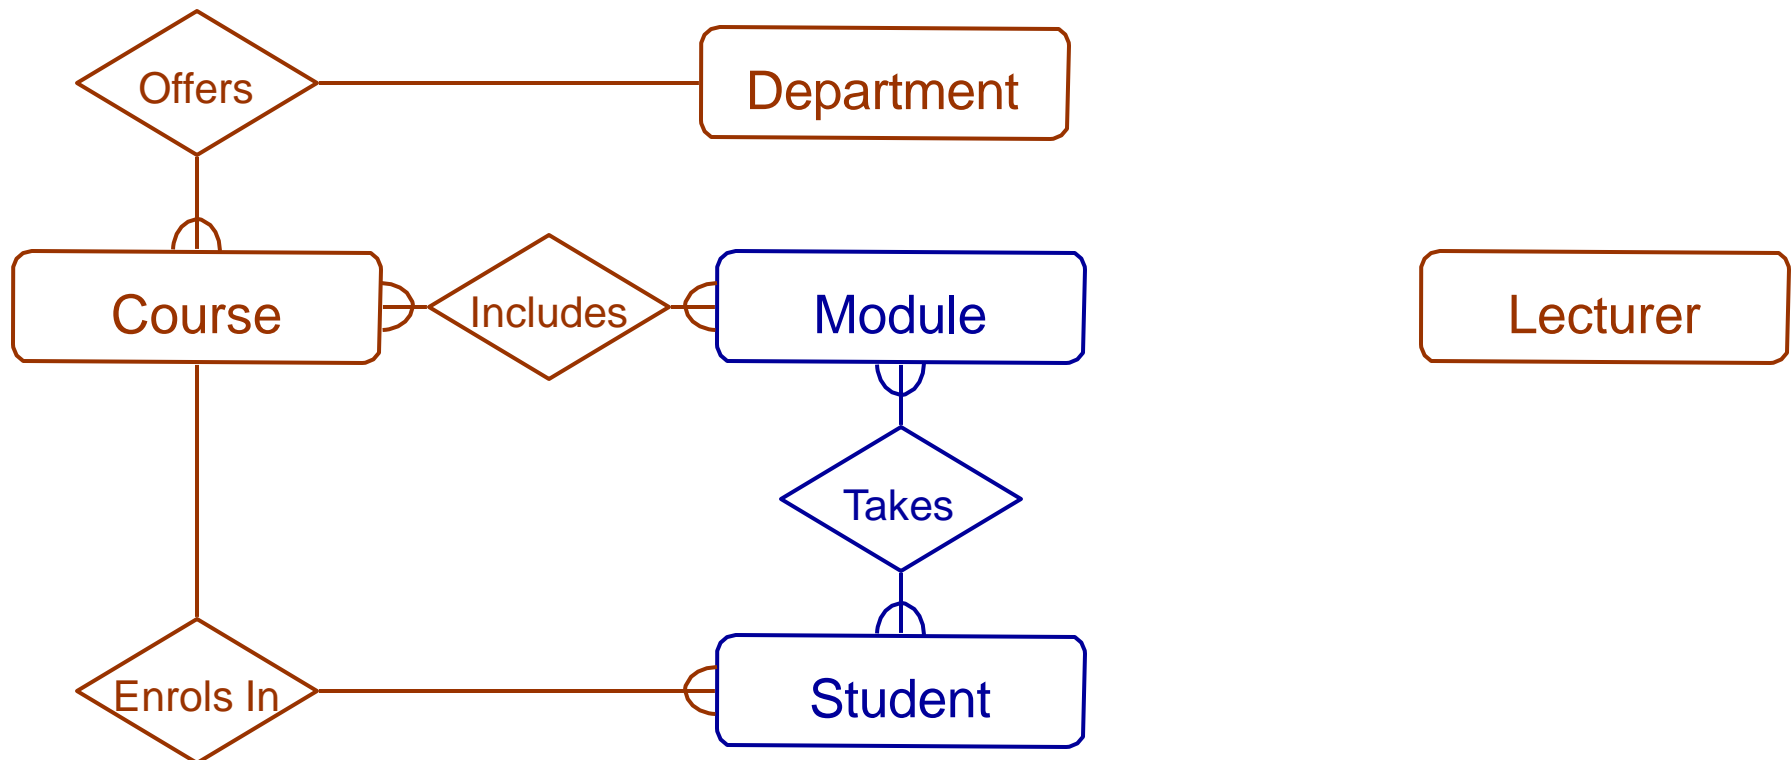 Offers
Department
Course
Includes
Module
Lecturer
Takes
Enrols In
Student